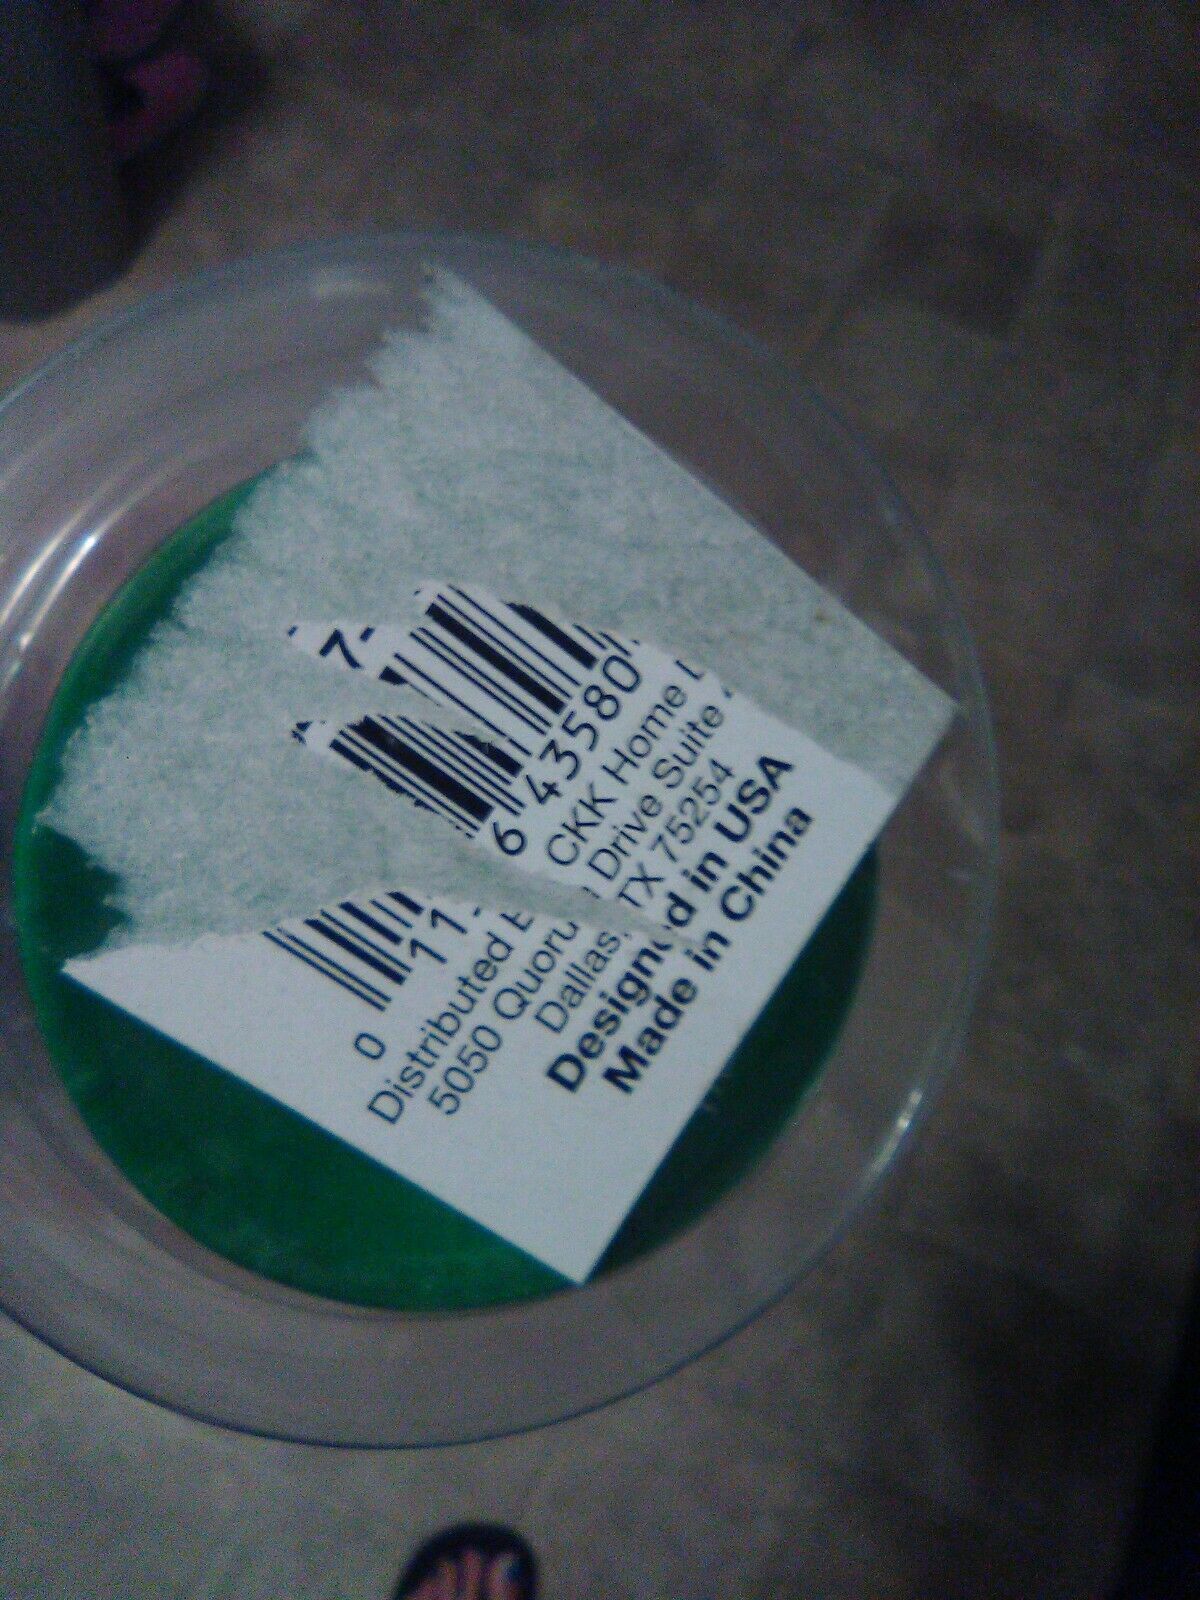 7-
0 11 6 43580
Distributed CKK Home
5050 Drive Suite
Dallas, TX 75254
Designed in USA
Made in China